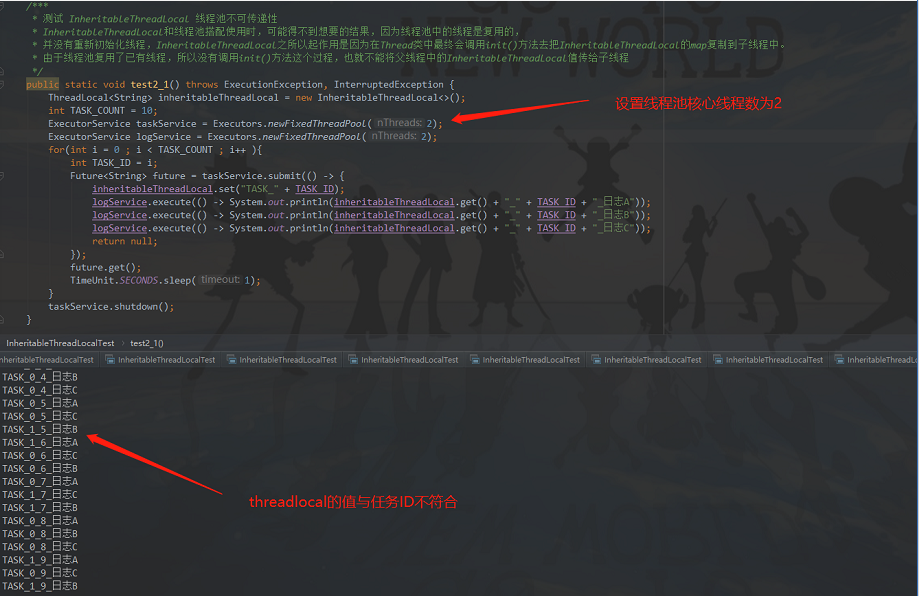 /***
* 测试 InheritableThreadLocal 线程池不可传递性
* InheritableThreadLocal和线程池搭配使用时，可能得不到想要的结果，因为线程池中的线程是复用的，
* 并没有重新初始化线程，InheritableThreadLocal之所以起作用是因为在Thread类中最终会调用init()方法去把InheritableThreadLocal的map复制到子线程中。
* 由于线程池复用了已有线程，所以没有调用init()方法这个过程，也就不能将父线程中的InheritableThreadLocal值传给子线程
*/
public static void test2_1() throws ExecutionException, InterruptedException {
ThreadLocal<String> inheritableThreadLocal = new InheritableThreadLocal<>();
设置线程池核心线程数为2
int TASK_COUNT = 10;
ExecutorService taskService = Executors.newFixedThreadPool( nThreads: 2);
ExecutorService logService = Executors.newFixedThreadPool( nThreads: 2);
for(int i = 0 ; i < TASK_COUNT ; i++ ){
int TASK_ID = i;
Future<String> future = taskService.submit(() -> {
inheritableThreadLocal.set("TASK_" + TASK_ID);
logService.execute(() -> System.out.println(inheritableThreadLocal.get() + "_" + TASK_ID + "_日志A"));
logService.execute(() -> System.out.println(inheritableThreadLocal.get() + "_" + TASK_ID + "_日志B"));
logService.execute(() -> System.out.println(inheritableThreadLocal.get() + "_" + TASK_ID + "_日志C"));
return null;
});
future.get();
TimeUnit.SECONDS.sleep( timeout: 1);
}
taskService.shutdown();
}
InheritableThreadLocalTest › test2_1()
nheritableThreadLocalTest InheritableThreadLocalTest InheritableThreadLocalTest InheritableThreadLocalTest InheritableThreadLocalTest InheritableThreadLocalTest InheritableThreadLocalTest InheritableThreadLoc
TASK_0_4_日志B
TASK_0_4_日志C
TASK_0_5_日志A
TASK_0_5_日志C
TASK_1_5_日志B
TASK_1_6_日志A
TASK_0_6_日志C
TASK_0_6_日志B
TASK_0_7_日志A
TASK_1_7_日志C
TASK_1_7_日志B
TASK_0_8_日志A
TASK_0_8_日志B
TASK_0_8_日志C
TASK_1_9_日志A
TASK_0_9_日志C
TASK_1_9_日志B
threadlocal的值与任务ID不符合
NEW WORLD